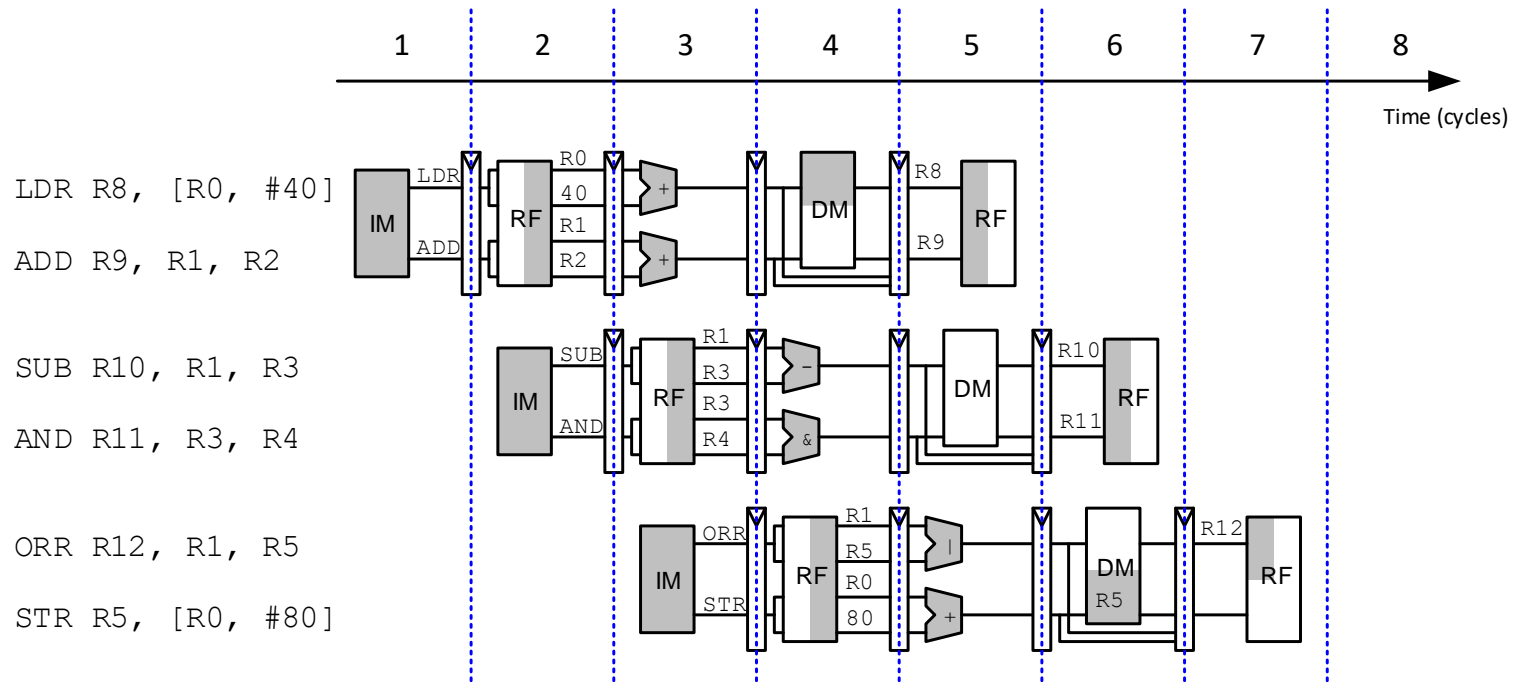 1 2 3 4 5 6 7 8
Time (cycles)
LDR R8, [R0, #40]
ADD R9, R1, R2
IM
LDR
ADD
RF
R0
40
R1
R2
+
+
DM
R8
R9
RF
SUB R10, R1, R3
AND R11, R3, R4
IM
SUB
AND
RF
R1
R3
R3
R4
-
&
DM
R10
R11
RF
ORR R12, R1, R5
STR R5, [R0, #80]
IM
ORR
STR
RF
R1
R5
R0
80
|
+
DM
R5
R12
RF